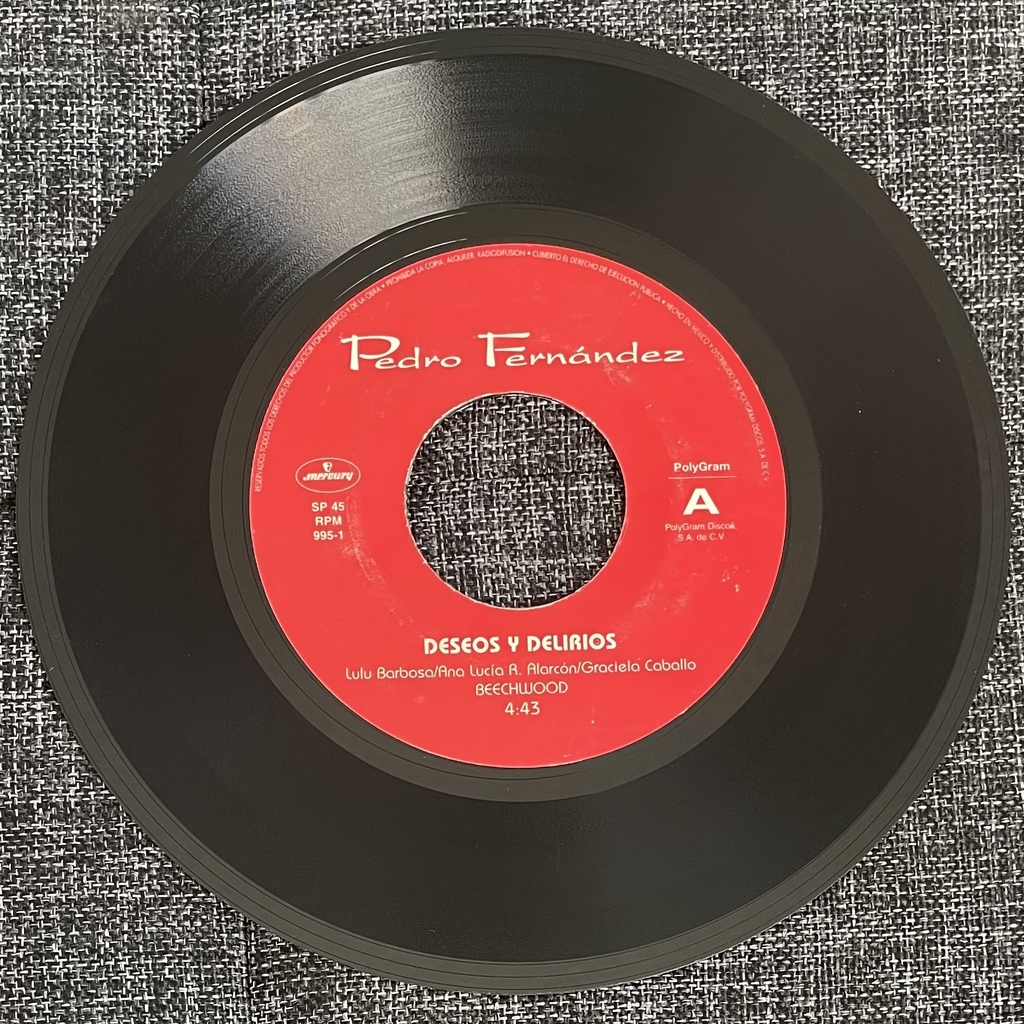 RESERVADOS TODOS LOS DERECHOS DEL PRODUCTOR FONOGRAFICO Y DE LA OBRA • PROHIBIDA LA COPIA, ALQUILER, RADIODIFUSION • CUBIERTO EL DERECHO DE EJECUCION PUBLICA • HECHO EN MEXICO Y DISTRIBUIDO POR POLYGRAM DISCOS, S.A. DE C.V.
Pedro Fernández
mercury
SP 45
RPM
995-1
PolyGram
A
PolyGram Discos,
S.A. de C.V.
DESEOS Y DELIRIOS
Lulu Barbosa/Ana Lucía R. Alarcón/Graciela Caballo
BEECHWOOD
4:43